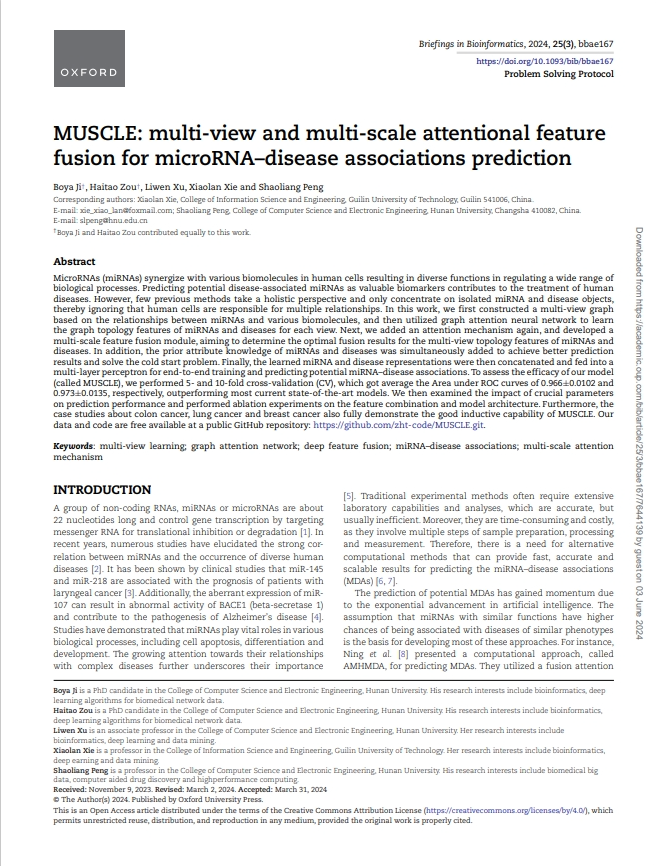 OXFORD
Briefings in Bioinformatics, 2024, 25(3), bbae167
https://doi.org/10.1093/bib/bbae167
Problem Solving Protocol
MUSCLE: multi-view and multi-scale attentional feature
fusion for microRNA–disease associations prediction
Boya Ji†, Haitao Zou†, Liwen Xu, Xiaolan Xie and Shaoliang Peng
Corresponding authors: Xiaolan Xie, College of Information Science and Engineering, Guilin University of Technology, Guilin 541006, China.
E-mail: xie_xiao_lan@foxmail.com; Shaoliang Peng, College of Computer Science and Electronic Engineering, Hunan University, Changsha 410082, China.
E-mail: slpeng@hnu.edu.cn
†Boya Ji and Haitao Zou contributed equally to this work.
Abstract
MicroRNAs (miRNAs) synergize with various biomolecules in human cells resulting in diverse functions in regulating a wide range of
biological processes. Predicting potential disease-associated miRNAs as valuable biomarkers contributes to the treatment of human
diseases. However, few previous methods take a holistic perspective and only concentrate on isolated miRNA and disease objects,
thereby ignoring that human cells are responsible for multiple relationships. In this work, we first constructed a multi-view graph
based on the relationships between miRNAs and various biomolecules, and then utilized graph attention neural network to learn
the graph topology features of miRNAs and diseases for each view. Next, we added an attention mechanism again, and developed a
multi-scale feature fusion module, aiming to determine the optimal fusion results for the multi-view topology features of miRNAs and
diseases. In addition, the prior attribute knowledge of miRNAs and diseases was simultaneously added to achieve better prediction
results and solve the cold start problem. Finally, the learned miRNA and disease representations were then concatenated and fed into a
multi-layer perceptron for end-to-end training and predicting potential miRNA–disease associations. To assess the efficacy of our model
(called MUSCLE), we performed 5- and 10-fold cross-validation (CV), which got average the Area under ROC curves of 0.966±0.0102 and
0.973±0.0135, respectively, outperforming most current state-of-the-art models. We then examined the impact of crucial parameters
on prediction performance and performed ablation experiments on the feature combination and model architecture. Furthermore, the
case studies about colon cancer, lung cancer and breast cancer also fully demonstrate the good inductive capability of MUSCLE. Our
data and code are free available at a public GitHub repository: https://github.com/zht-code/MUSCLE.git.
Keywords: multi-view learning; graph attention network; deep feature fusion; miRNA–disease associations; multi-scale attention
mechanism
INTRODUCTION
A group of non-coding RNAs, miRNAs or microRNAs are about
22 nucleotides long and control gene transcription by targeting
messenger RNA for translational inhibition or degradation [1]. In
recent years, numerous studies have elucidated the strong cor-
relation between miRNAs and the occurrence of diverse human
diseases [2]. It has been shown by clinical studies that miR-145
and miR-218 are associated with the prognosis of patients with
laryngeal cancer [3]. Additionally, the aberrant expression of miR-
107 can result in abnormal activity of BACE1 (beta-secretase 1)
and contribute to the pathogenesis of Alzheimer's disease [4].
Studies have demonstrated that miRNAs play vital roles in various
biological processes, including cell apoptosis, differentiation and
development. The growing attention towards their relationships
with complex diseases further underscores their importance
[5]. Traditional experimental methods often require extensive
laboratory capabilities and analyses, which are accurate, but
usually inefficient. Moreover, they are time-consuming and costly,
as they involve multiple steps of sample preparation, processing
and measurement. Therefore, there is a need for alternative
computational methods that can provide fast, accurate and
scalable results for predicting the miRNA–disease associations
(MDAs) [6, 7].
The prediction of potential MDAs has gained momentum due
to the exponential advancement in artificial intelligence. The
assumption that miRNAs with similar functions have higher
chances of being associated with diseases of similar phenotypes
is the basis for developing most of these approaches. For instance,
Ning et al. [8] presented a computational approach, called
AMHMDA, for predicting MDAs. They utilized a fusion attention
Boya Ji is a PhD candidate in the College of Computer Science and Electronic Engineering, Hunan University. His research interests include bioinformatics, deep
learning algorithms for biomedical network data.
Haitao Zou is a PhD candidate in the College of Computer Science and Electronic Engineering, Hunan University. His research interests include bioinformatics,
deep learning algorithms for biomedical network data.
Liwen Xu is an associate professor in the College of Computer Science and Electronic Engineering, Hunan University. Her research interests include
bioinformatics, deep learning and data mining.
Xiaolan Xie is a professor in the College of Information Science and Engineering, Guilin University of Technology. Her research interests include bioinformatics,
deep earning and data mining.
Shaoliang Peng is a professor in the College of Computer Science and Electronic Engineering, Hunan University. His research interests include biomedical big
data, computer aided drug discovery and highperformance computing.
Received: November 9, 2023. Revised: March 2, 2024. Accepted: March 31, 2024
© The Author(s) 2024. Published by Oxford University Press.
This is an Open Access article distributed under the terms of the Creative Commons Attribution License (https://creativecommons.org/licenses/by/4.0/), which
permits unrestricted reuse, distribution, and reproduction in any medium, provided the original work is properly cited.
Downloaded from https://academic.oup.com/bib/article/25/3/bbae167/7644139 by guest on 03 June 2024